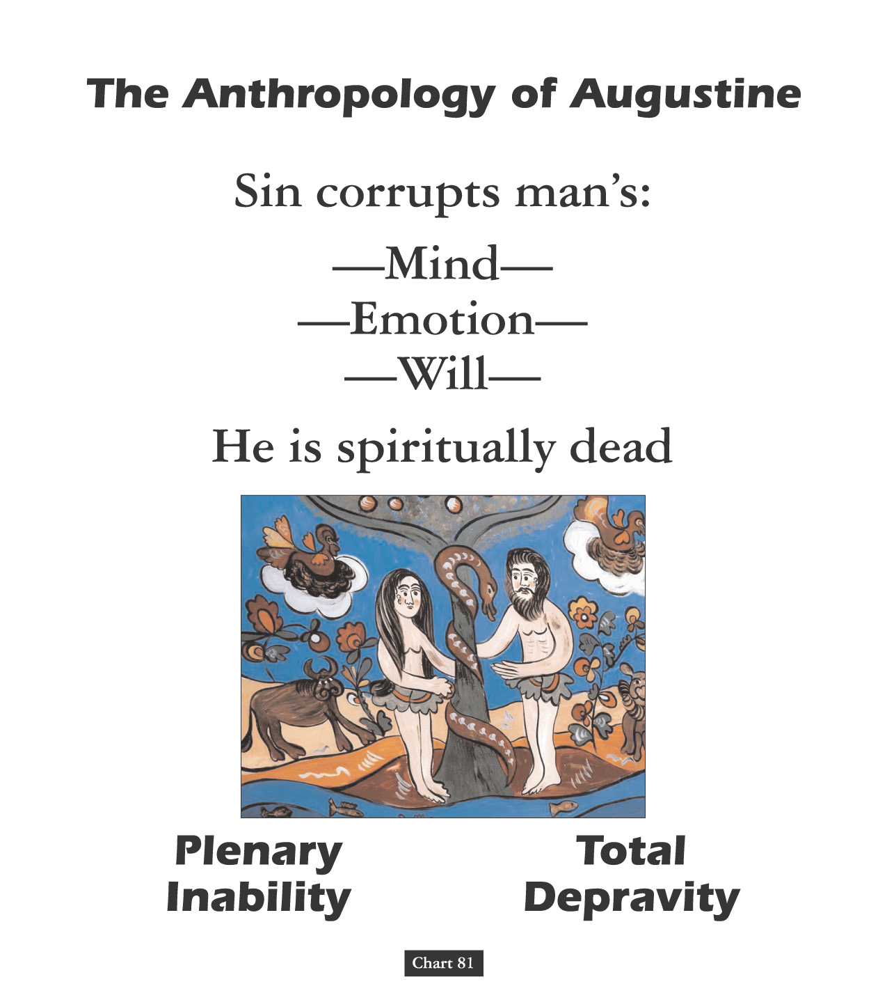 The Anthropology of Augustine
Sin corrupts man’s:
—Mind—
—Emotion—
—Will—
He is spiritually dead
Plenary
Inability
Total
Depravity
Chart 81